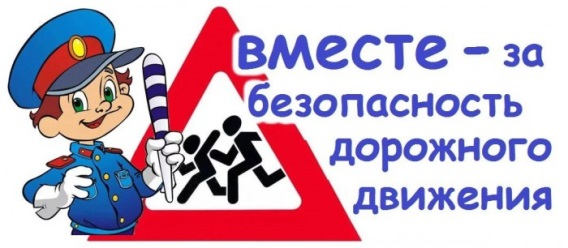 вместе – за
безопасность
дорожного
движения